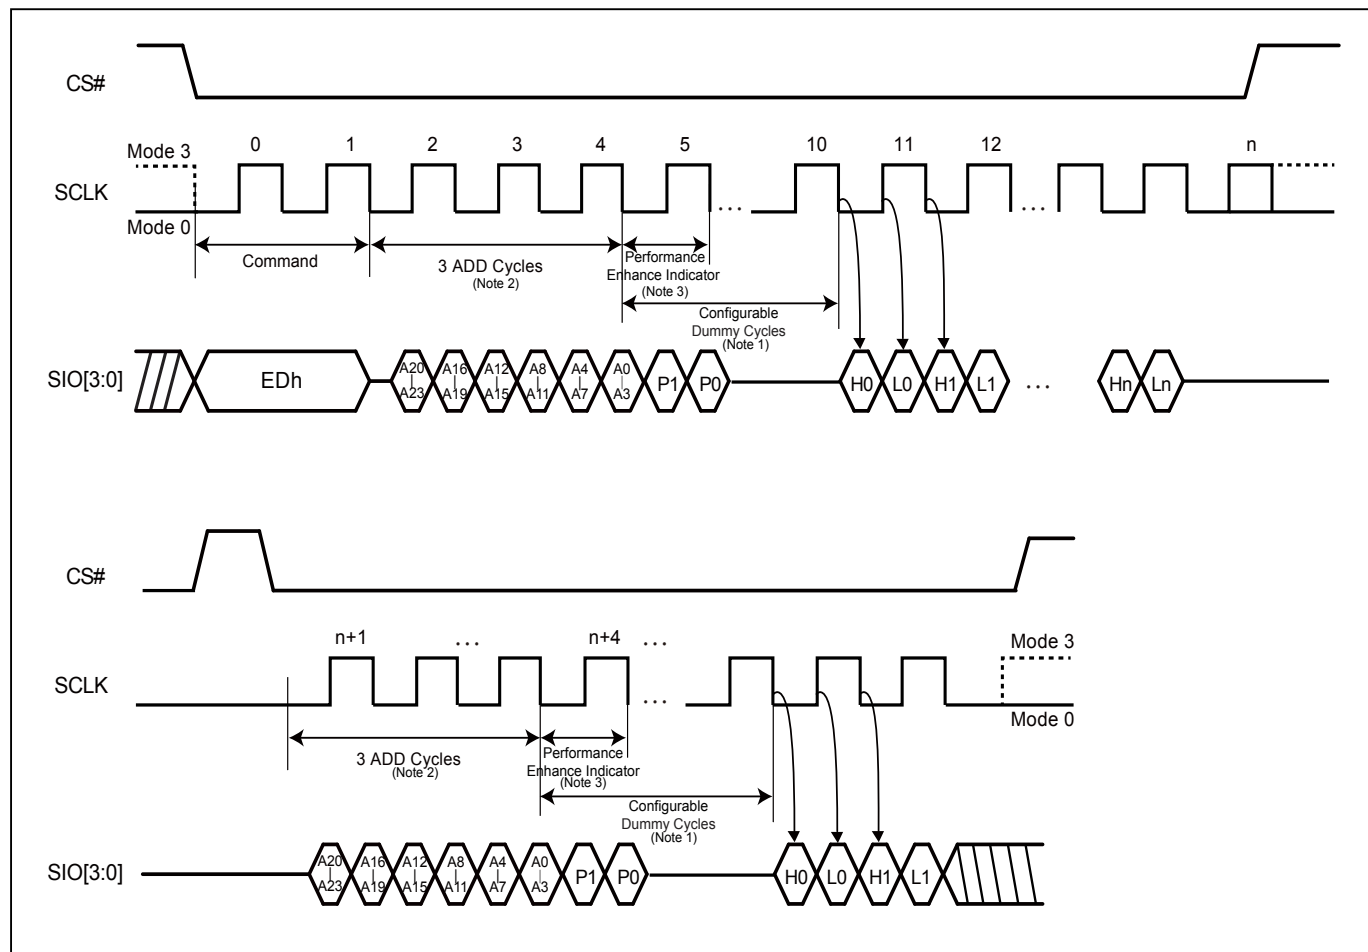 CS#
0 1 2 3 4 5 10 11 12 n
Mode 3
SCLK
... ...
Mode 0
Command
3 ADD Cycles
(Note 2)
Performance
Enhance Indicator
(Note 3)
Configurable
Dummy Cycles
(Note 1)
SIO[3:0]
EDh
A20 | A23
A16 | A19
A12 | A15
A8 | A11
A4 | A7
A0 | A3
P1 P0 H0 L0 H1 L1 ... Hn Ln
CS#
n+1 ... n+4 ...
Mode 3
SCLK
...
Mode 0
3 ADD Cycles
(Note 2)
Performance
Enhance Indicator
(Note 3)
Configurable
Dummy Cycles
(Note 1)
SIO[3:0]
A20 | A23
A16 | A19
A12 | A15
A8 | A11
A4 | A7
A0 | A3
P1 P0 H0 L0 H1 L1